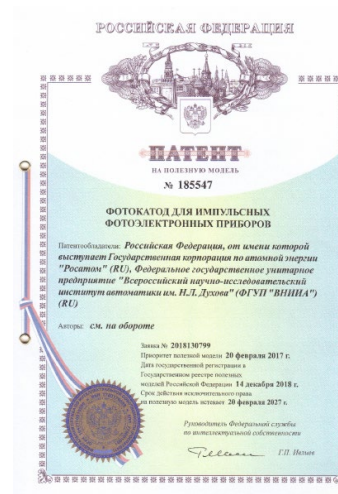 РОССИЙСКАЯ ФЕДЕРАЦИЯ
ПАТЕНТ
НА ПОЛЕЗНУЮ МОДЕЛЬ
№ 185547
ФОТОКАТОД ДЛЯ ИМПУЛЬСНЫХ
ФОТОЭЛЕКТРОННЫХ ПРИБОРОВ
Патентообладатели: Российская Федерация, от имени которой
выступает Государственная корпорация по атомной энергии
"Росатом" (RU), Федеральное государственное унитарное
предприятие "Всероссийский научно-исследовательский
институт автоматики им. Н.Л. Духова" (ФГУП "ВНИИА")
(RU)
Авторы: см. на обороте
Заявка № 2018130799
Приоритет полезной модели 20 февраля 2017 г.
Дата государственной регистрации в
Государственном реестре полезных
моделей Российской Федерации 14 декабря 2018 г.
Срок действия исключительного права
на полезную модель истекает 20 февраля 2027 г.
Руководитель Федеральной службы
по интеллектуальной собственности
Г.П. Ивлиев